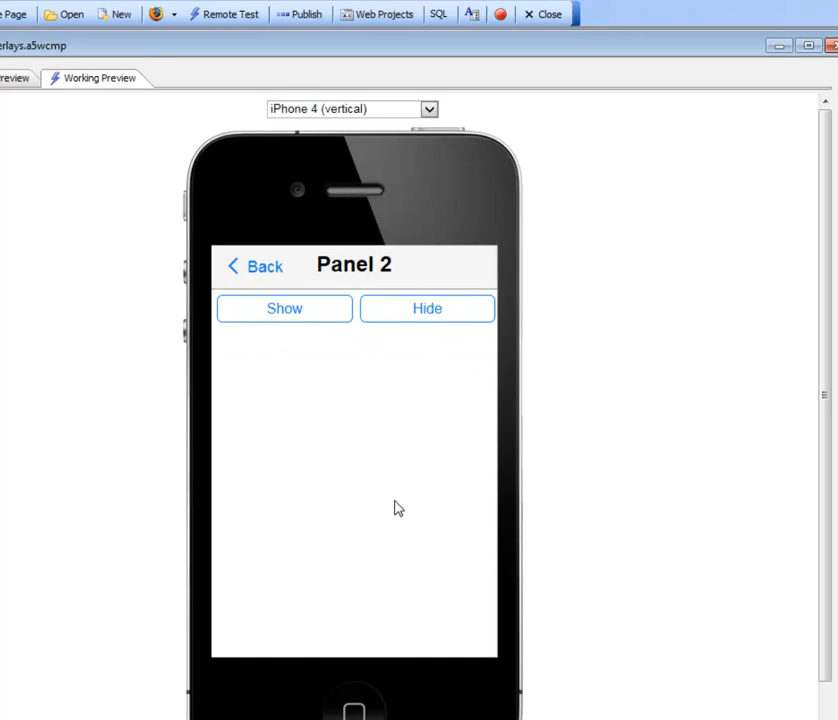 e Page Open New Remote Test Publish Web Projects SQL Close
erlays.a5wcmp
review Working Preview
iPhone 4 (vertical)
Back Panel 2
Show Hide